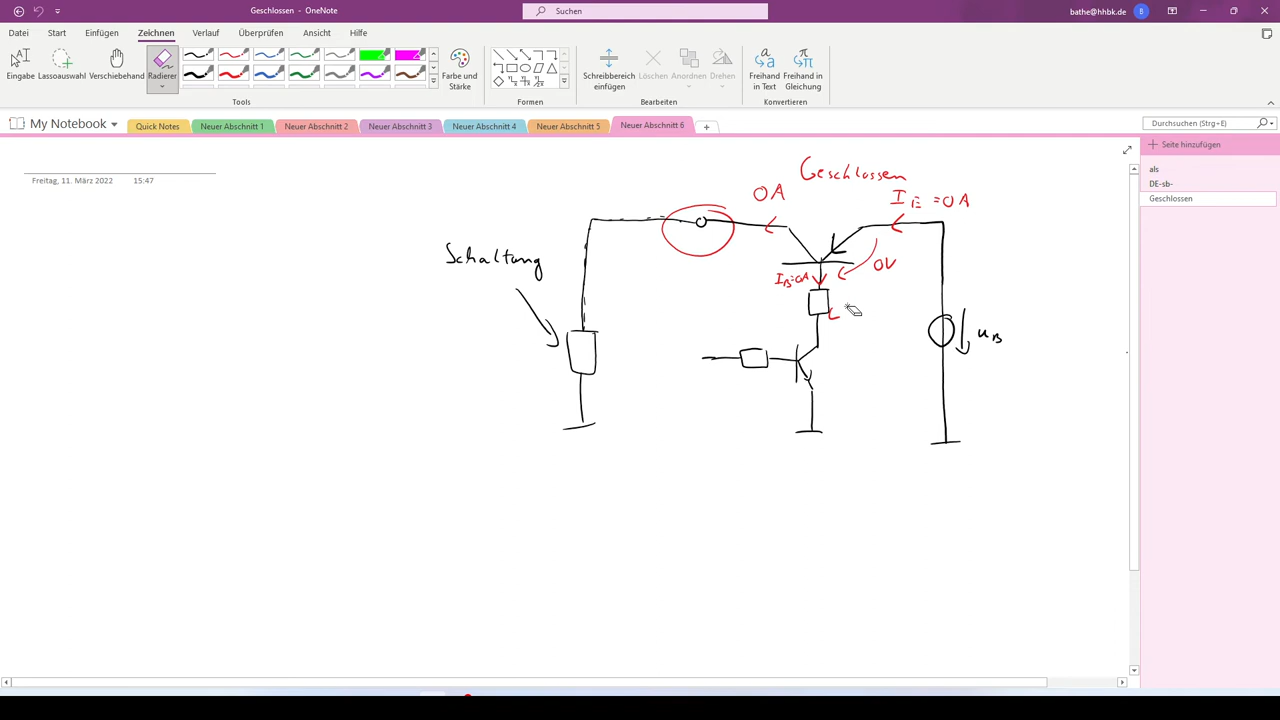 Geschlossen - OneNote
Suchen
bathe@hhbk.de
B
Datei Start Einfügen Zeichnen Verlauf Überprüfen Ansicht Hilfe
Eingabe Lassoauswahl Verschiebehand Radierer
Farbe und Stärke
Schreibbereich einfügen
Löschen Anordnen Drehen
Freihand in Text
Freihand in Gleichung
Tools Formen Bearbeiten Konvertieren
My Notebook
Quick Notes Neuer Abschnitt 1 Neuer Abschnitt 2 Neuer Abschnitt 3 Neuer Abschnitt 4 Neuer Abschnitt 5 Neuer Abschnitt 6
Durchsuchen (Strg+E)
Seite hinzufügen
als
DE-sb-
Geschlossen
Freitag, 11. März 2022 15:47
Geschlossen
0A
I_E = 0A
Schaltung
I_B=0A
0V
u_B